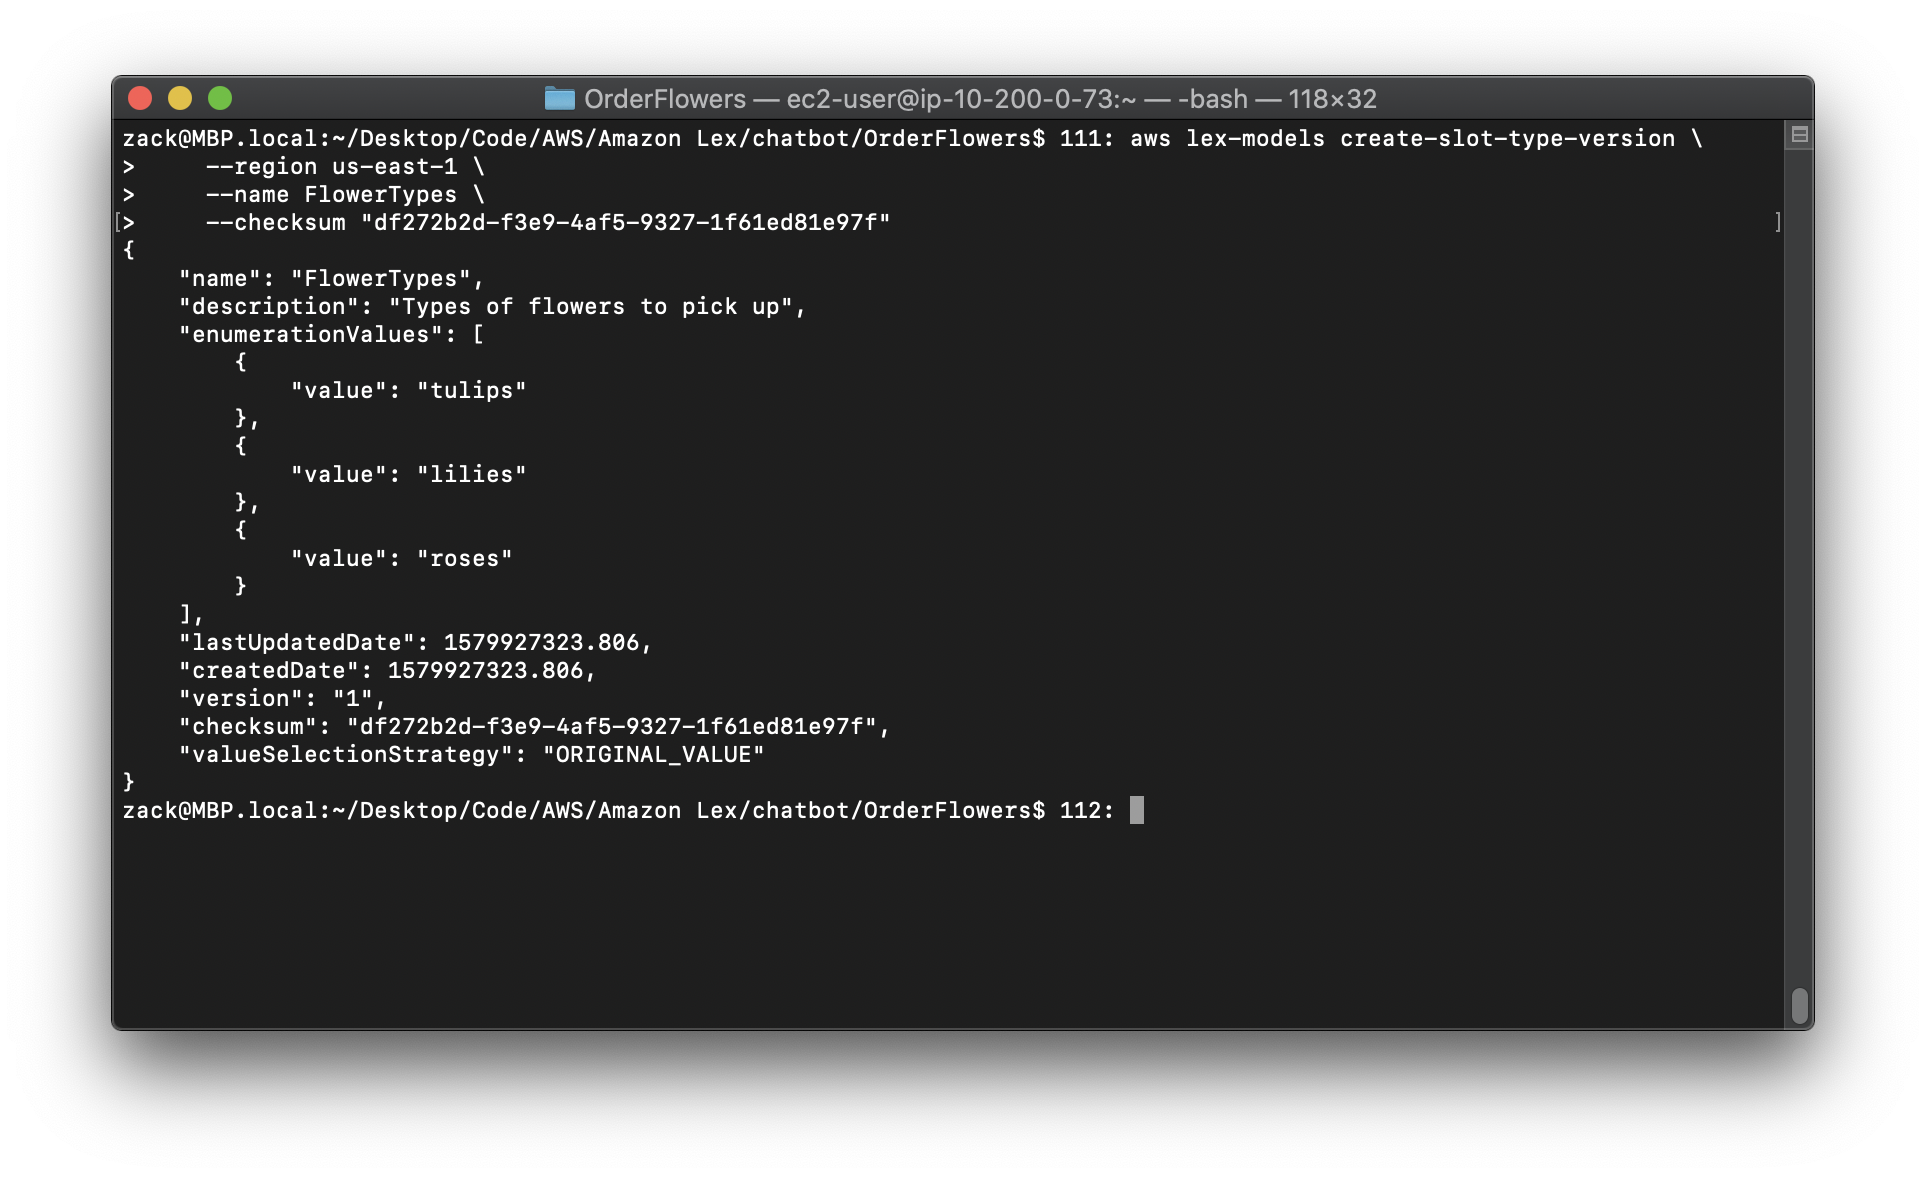 OrderFlowers — ec2-user@ip-10-200-0-73:~ — -bash — 118×32
zack@MBP.local:~/Desktop/Code/AWS/Amazon Lex/chatbot/OrderFlowers$ 111: aws lex-models create-slot-type-version \
>     --region us-east-1 \
>     --name FlowerTypes \
[>     --checksum "df272b2d-f3e9-4af5-9327-1f61ed81e97f" ]
{
    "name": "FlowerTypes",
    "description": "Types of flowers to pick up",
    "enumerationValues": [
        {
            "value": "tulips"
        },
        {
            "value": "lilies"
        },
        {
            "value": "roses"
        }
    ],
    "lastUpdatedDate": 1579927323.806,
    "createdDate": 1579927323.806,
    "version": "1",
    "checksum": "df272b2d-f3e9-4af5-9327-1f61ed81e97f",
    "valueSelectionStrategy": "ORIGINAL_VALUE"
}
zack@MBP.local:~/Desktop/Code/AWS/Amazon Lex/chatbot/OrderFlowers$ 112: